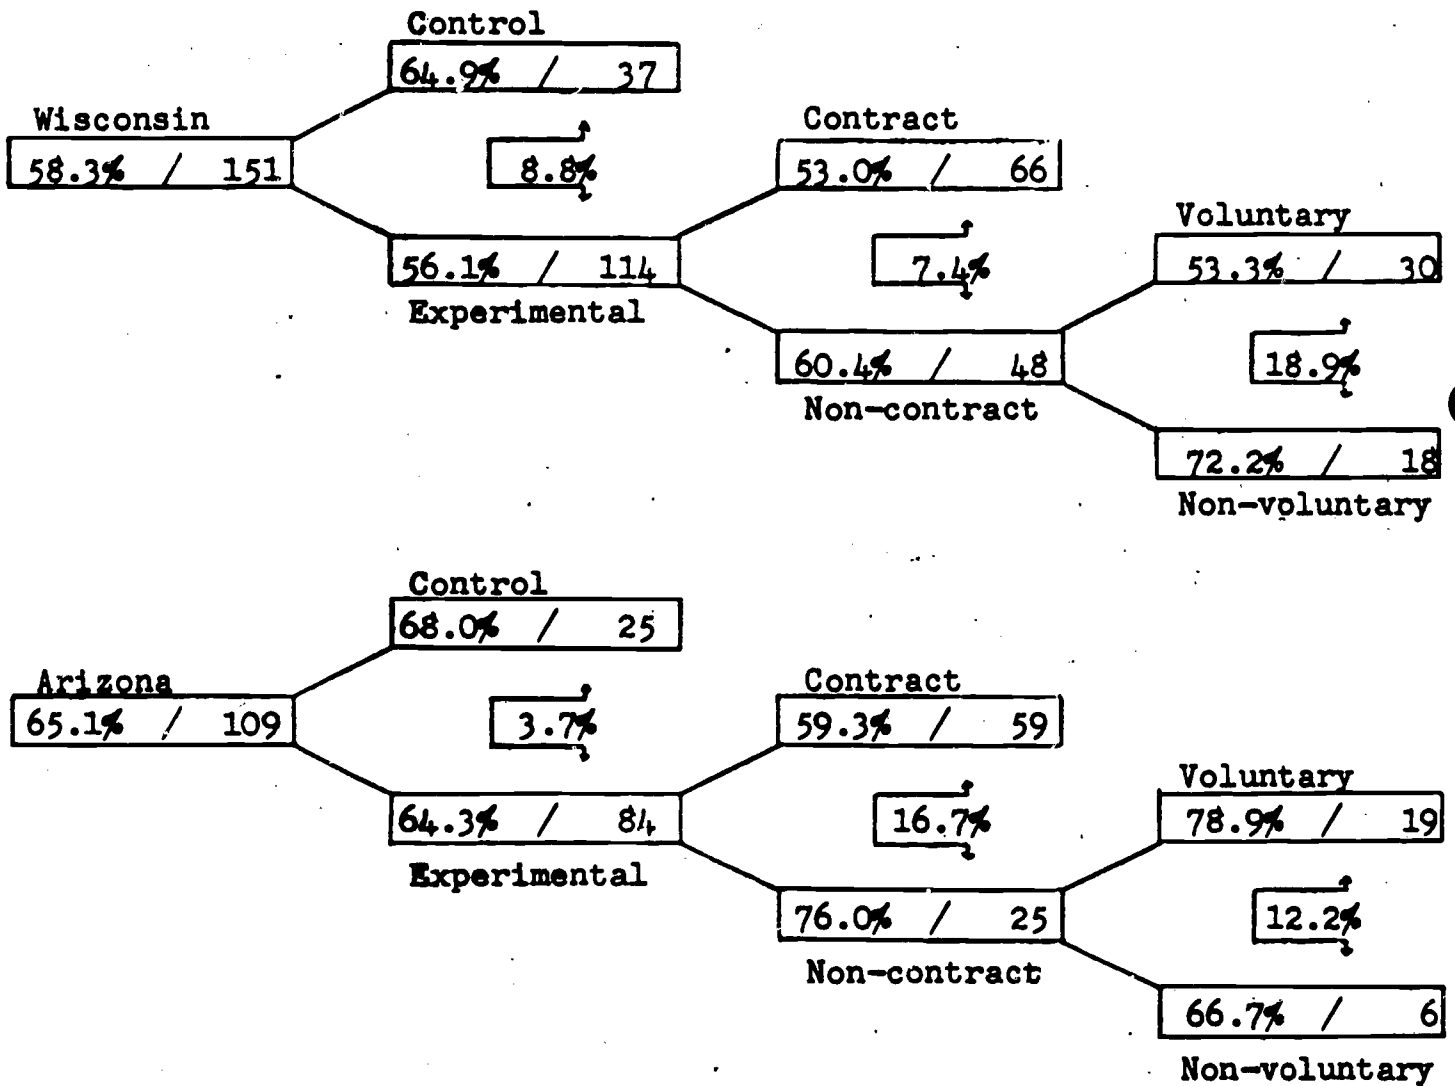 Control
64.9% / 37
Wisconsin
58.3% / 151
8.8%
Contract
53.0% / 66
56.1% / 114
Experimental
7.4%
Voluntary
53.3% / 30
60.4% / 48
Non-contract
18.9%
72.2% / 18
Non-voluntary
Control
68.0% / 25
Arizona
65.1% / 109
3.7%
Contract
59.3% / 59
64.3% / 84
Experimental
16.7%
Voluntary
78.9% / 19
76.0% / 25
Non-contract
12.2%
66.7% / 6
Non-voluntary